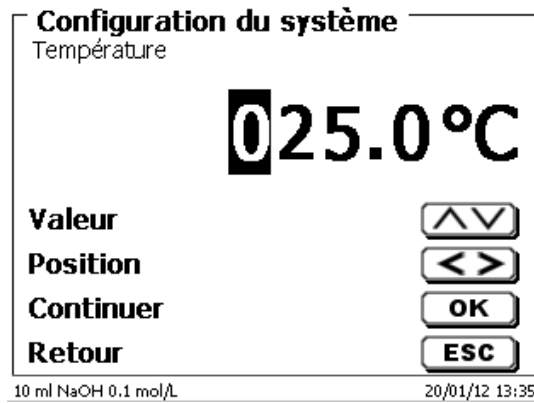 Configuration du système
Température
025.0°C
Valeur
Position
Continuer OK
Retour ESC
10 ml NaOH 0.1 mol/L 20/01/12 13:35